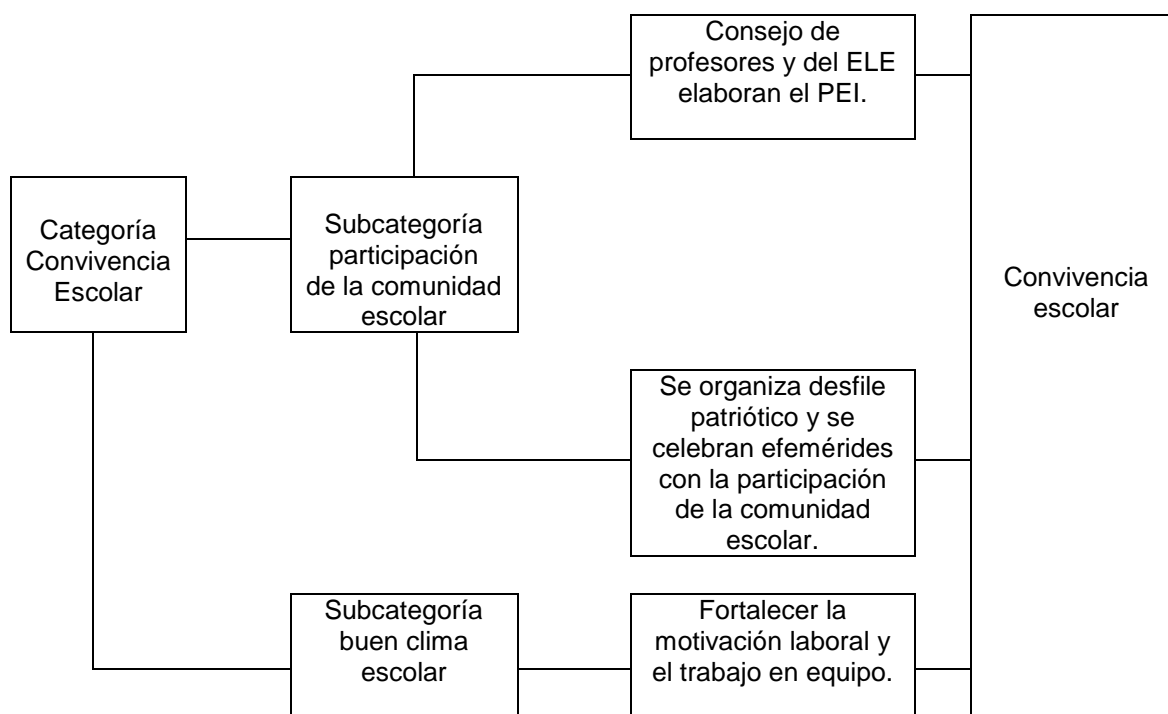 Consejo de
profesores y del ELE
elaboran el PEI.
Categoría
Convivencia
Escolar
Subcategoría
participación
de la comunidad
escolar
Convivencia
escolar
Se organiza desfile
patriótico y se
celebran efemérides
con la participación
de la comunidad
escolar.
Subcategoría
buen clima
escolar
Fortalecer la
motivación laboral y
el trabajo en equipo.